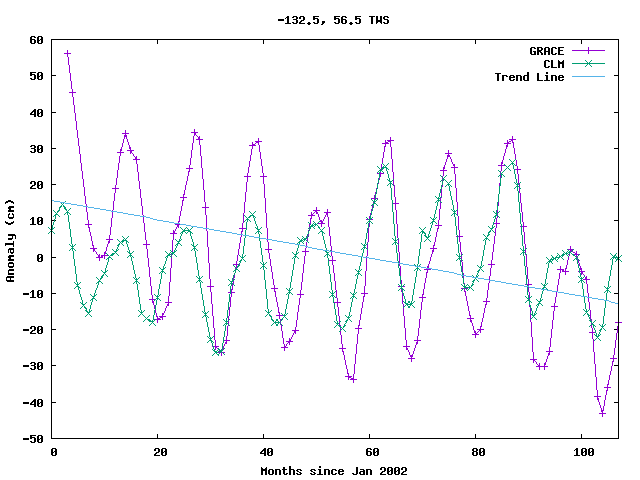 -132.5, 56.5 TWS
GRACE
CLM
Trend Line
60
50
40
30
20
10
0
-10
-20
-30
-40
-50
Anomaly (cm)
0 20 40 60 80 100
Months since Jan 2002